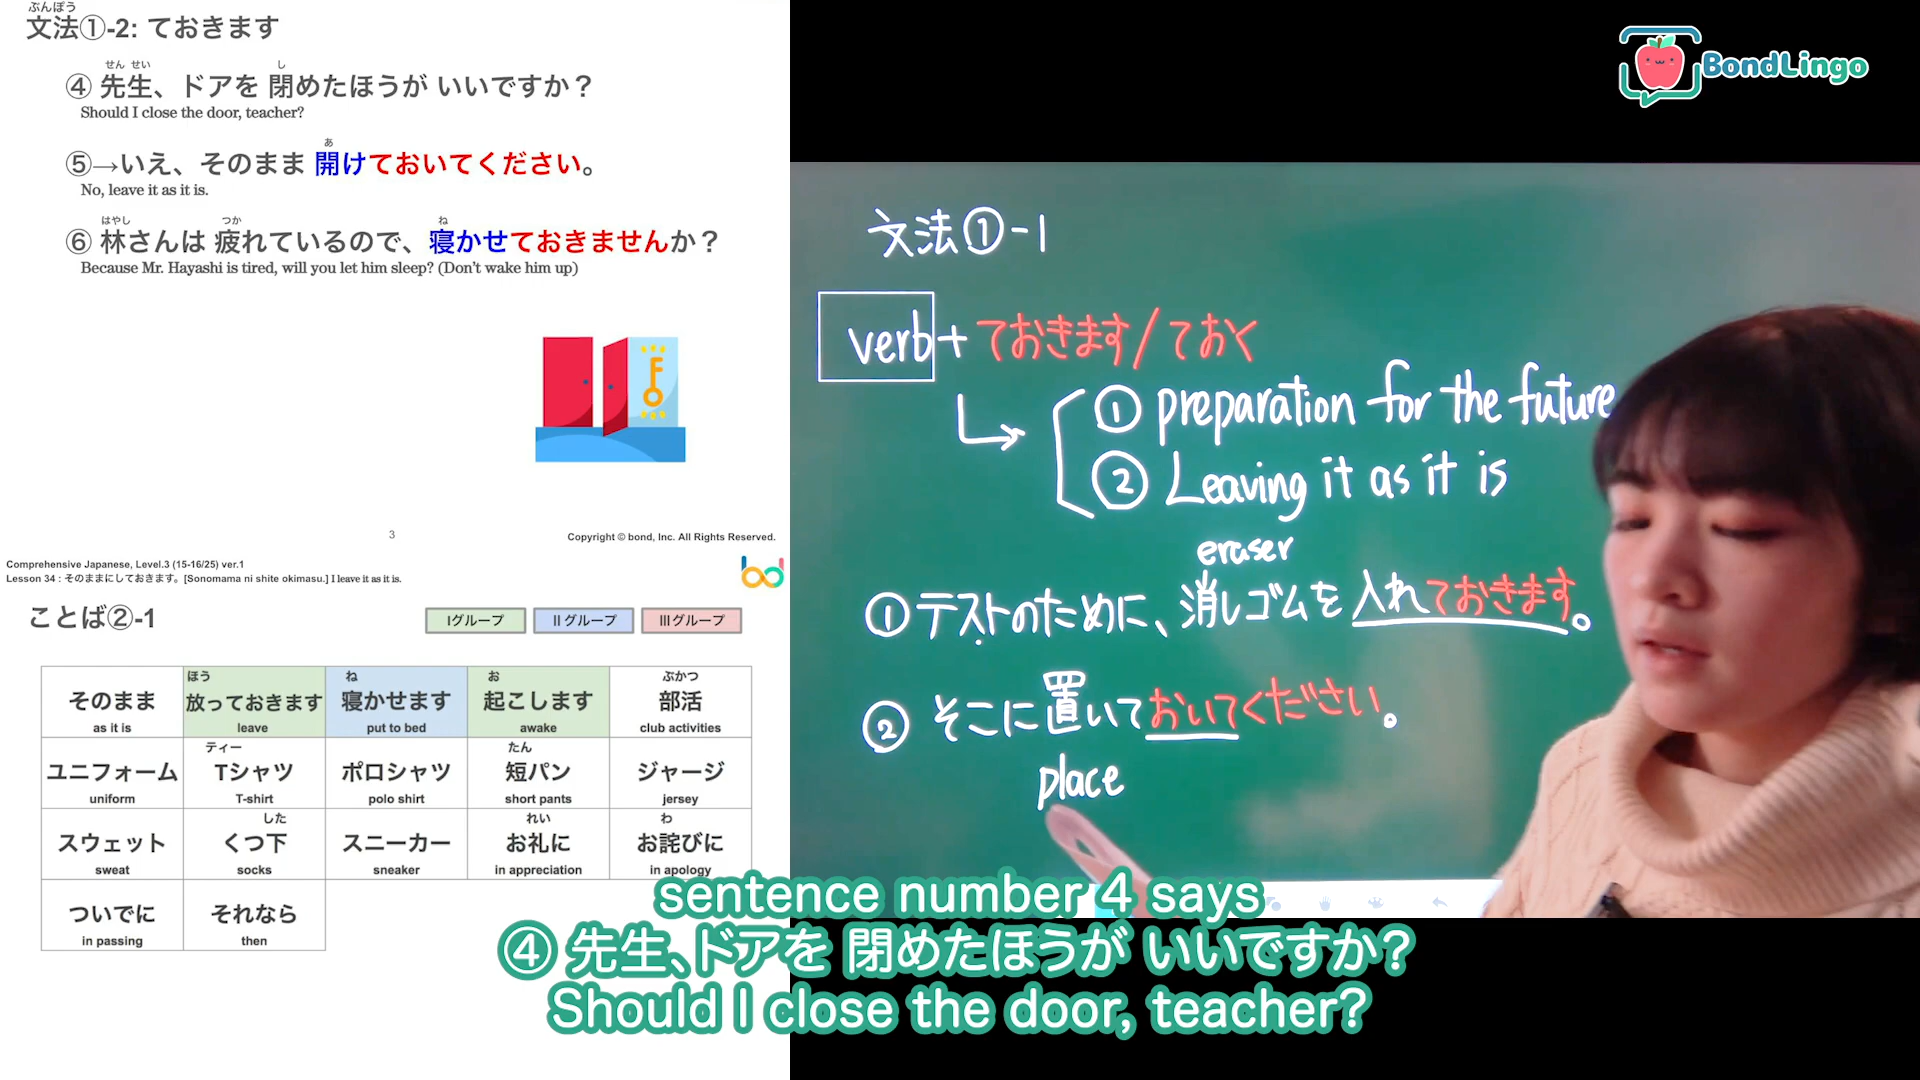 ぶんぽう
文法①-2: ておきます
せん せい し
④ 先生、ドアを 閉めたほうが いいですか？
Should I close the door, teacher?
あ
⑤→いえ、そのまま 開けておいてください。
No, leave it as it is.
はやし つか ね
⑥ 林さんは 疲れているので、寝かせておきませんか？
Because Mr. Hayashi is tired, will you let him sleep? (Don't wake him up)
3
Copyright © bond, Inc. All Rights Reserved.
Comprehensive Japanese, Level.3 (15-16/25) ver.1
Lesson 34 : そのままにしておきます。[Sonomama ni shite okimasu.] I leave it as it is.
bd
ことば②-1
Iグループ IIグループ IIIグループ
ほう ね お ぶかつ
そのまま 放っておきます 寝かせます 起こします 部活
as it is leave put to bed awake club activities
ティー たん
ユニフォーム Tシャツ ポロシャツ 短パン ジャージ
uniform T-shirt polo shirt short pants jersey
した れい わ
スウェット くつ下 スニーカー お礼に お詫びに
sweat socks sneaker in appreciation in apology
ついでに それなら
in passing then
BondLingo
文法①-1
verb+ ておきます/ておく
① preparation for the future
② Leaving it as it is
eraser
①テストのために、消しゴムを入れておきます。
② そこに置いておいてください。
place
sentence number 4 says
④ 先生、ドアを 閉めたほうが いいですか？
Should I close the door, teacher?